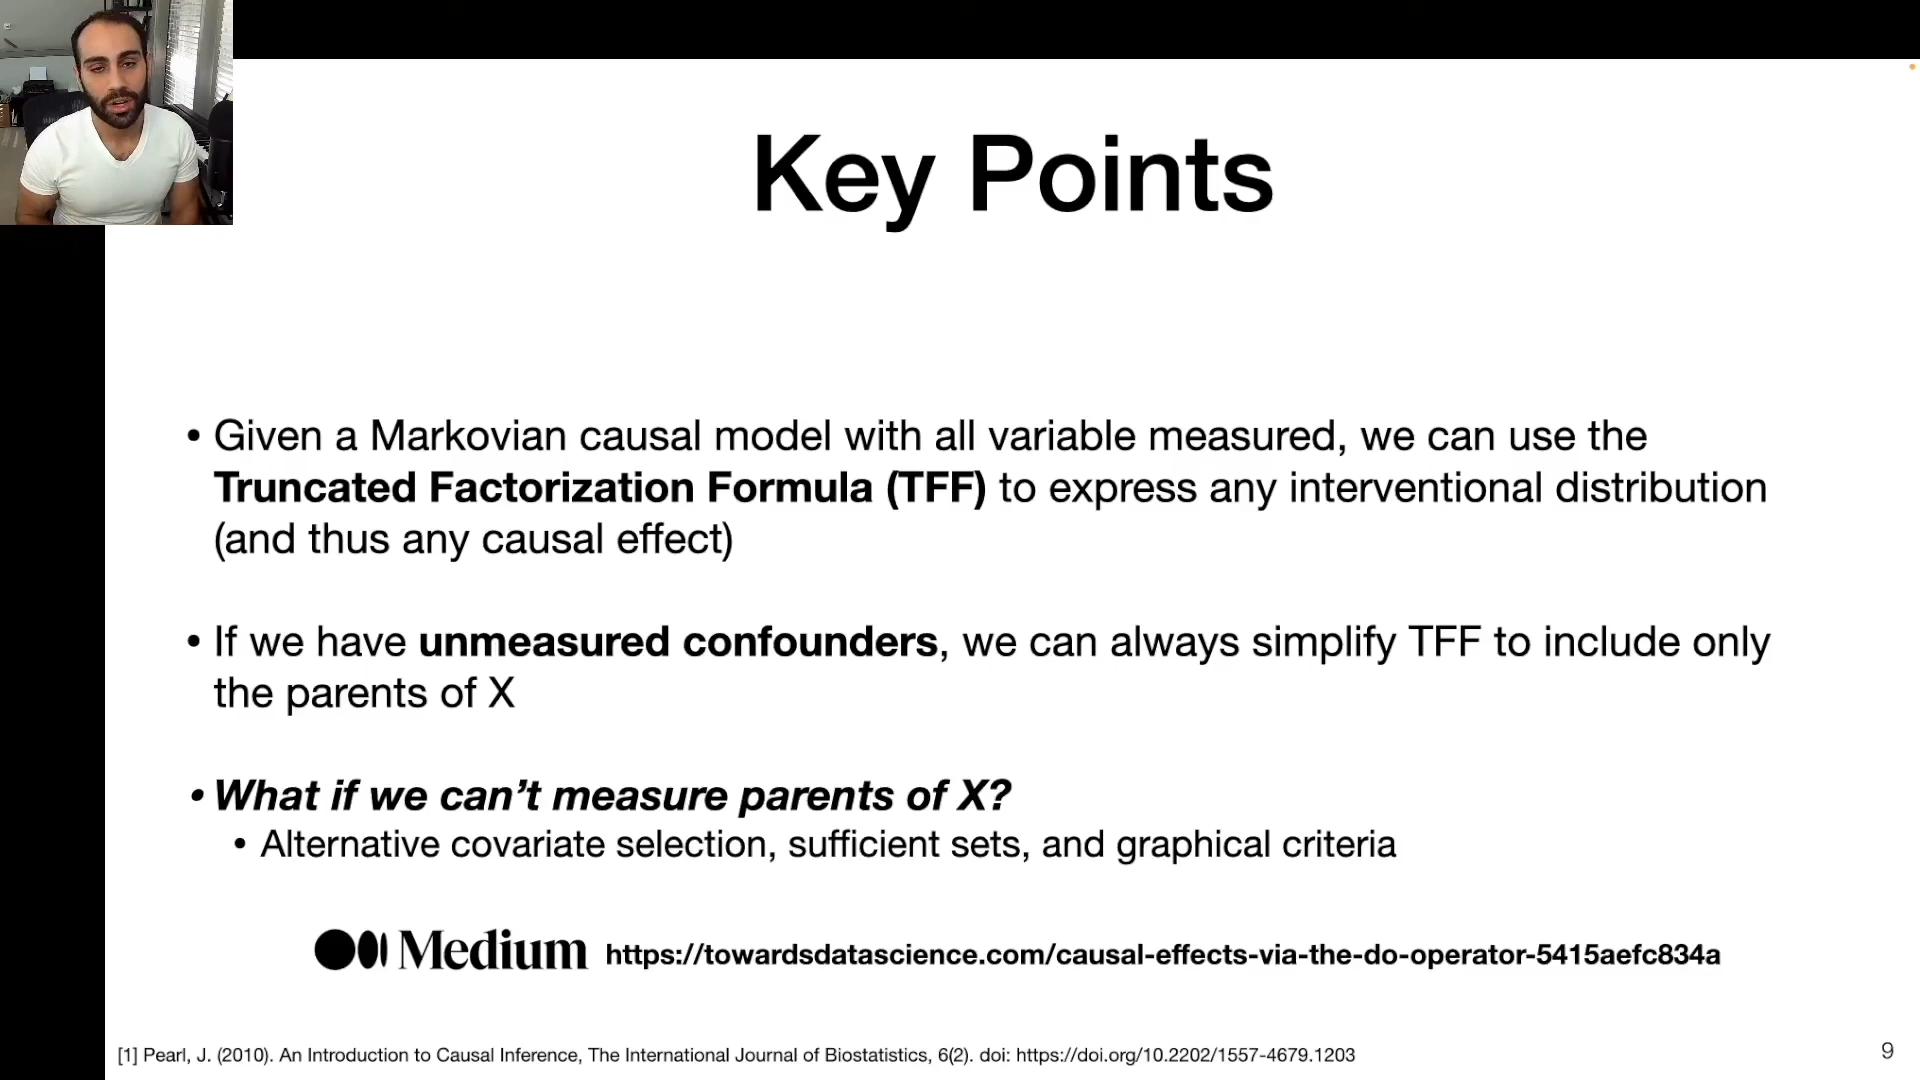 Key Points
• Given a Markovian causal model with all variable measured, we can use the
Truncated Factorization Formula (TFF) to express any interventional distribution
(and thus any causal effect)
• If we have unmeasured confounders, we can always simplify TFF to include only
the parents of X
• What if we can’t measure parents of X?
• Alternative covariate selection, sufficient sets, and graphical criteria
Medium https://towardsdatascience.com/causal-effects-via-the-do-operator-5415aefc834a
[1] Pearl, J. (2010). An Introduction to Causal Inference, The International Journal of Biostatistics, 6(2). doi: https://doi.org/10.2202/1557-4679.1203
9